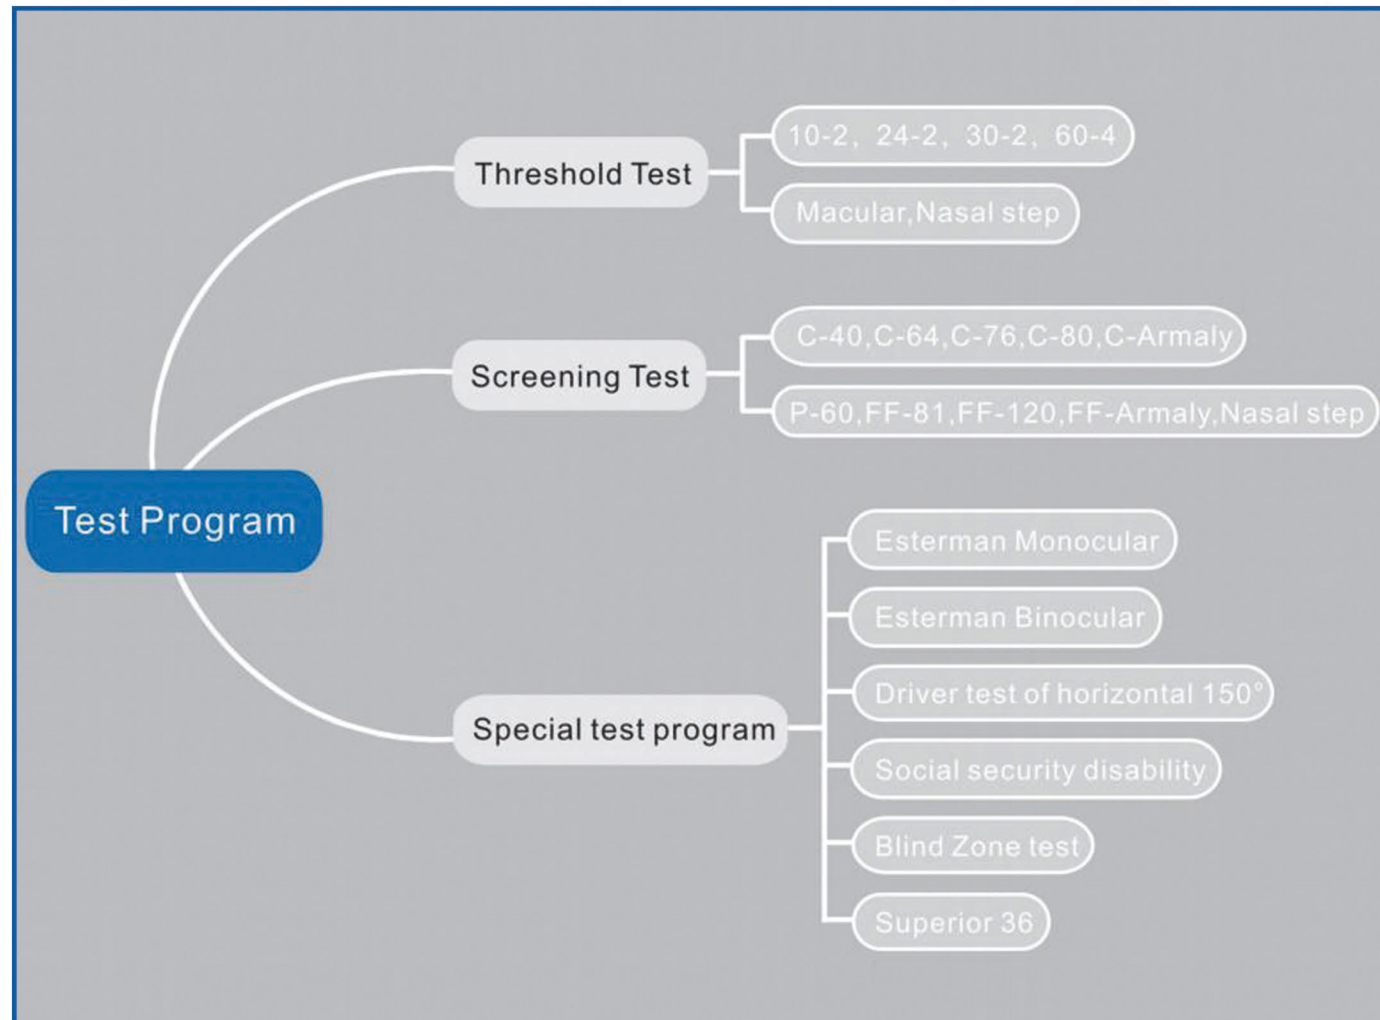 Test Program
Threshold Test
10-2，24-2，30-2，60-4
Macular,Nasal step
Screening Test
C-40,C-64,C-76,C-80,C-Armaly
P-60,FF-81,FF-120,FF-Armaly,Nasal step
Special test program
Esterman Monocular
Esterman Binocular
Driver test of horizontal 150°
Social security disability
Blind Zone test
Superior 36